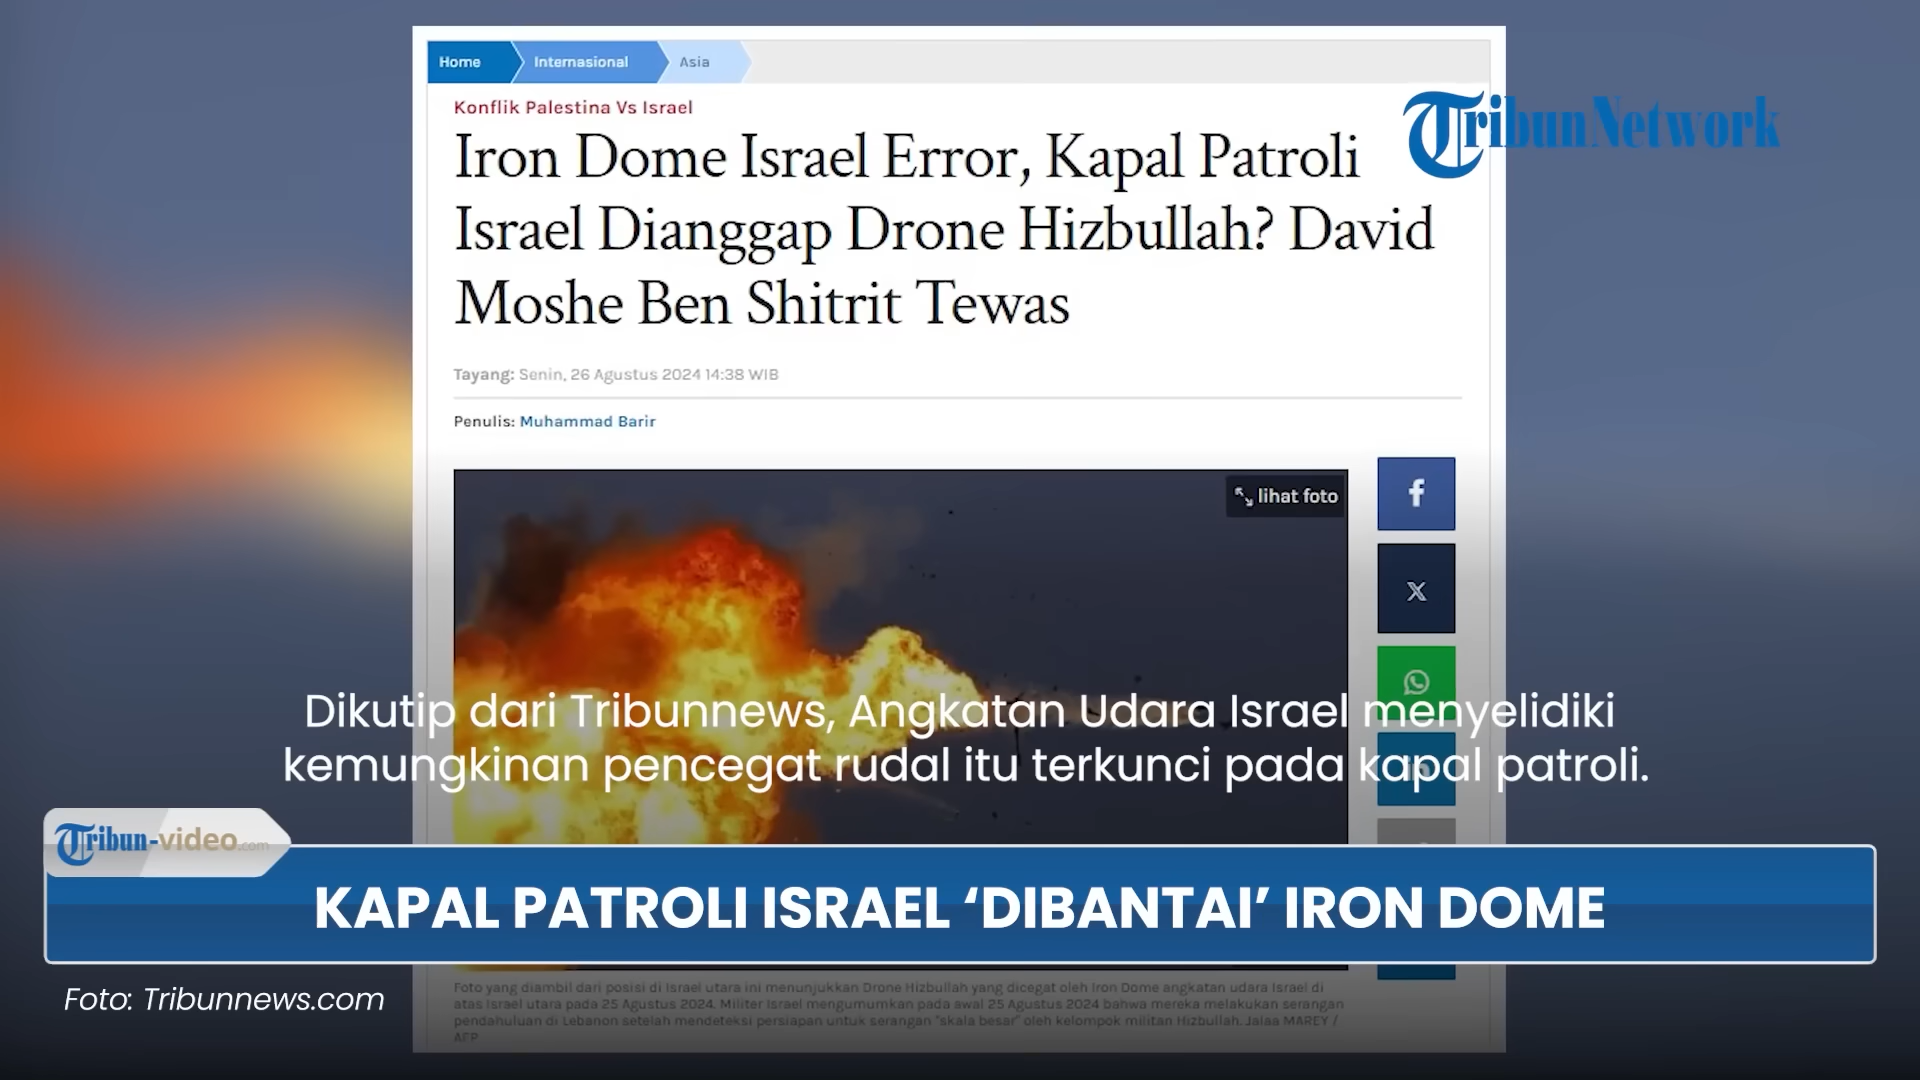 Home Internasional Asia
Konflik Palestina Vs Israel
Iron Dome Israel Error, Kapal Patroli
Israel Dianggap Drone Hizbullah? David
Moshe Ben Shitrit Tewas
TribunNetwork
Tayang: Senin, 26 Agustus 2024 14:38 WIB
Penulis: Muhammad Barir
lihat foto
Dikutip dari Tribunnews, Angkatan Udara Israel menyelidiki
kemungkinan pencegat rudal itu terkunci pada kapal patroli.
Tribun-video.com
KAPAL PATROLI ISRAEL ‘DIBANTAI’ IRON DOME
Foto: Tribunnews.com
Foto yang diambil dari posisi di Israel utara ini menunjukkan Drone Hizbullah yang dicegat oleh Iron Dome angkatan udara Israel di
atas Israel utara pada 25 Agustus 2024. Militer Israel mengumumkan pada awal 25 Agustus 2024 bahwa mereka melakukan serangan
pendahuluan di Lebanon setelah mendeteksi persiapan untuk serangan "skala besar" oleh kelompok militan Hizbullah. Jalaa MAREY /
AFP